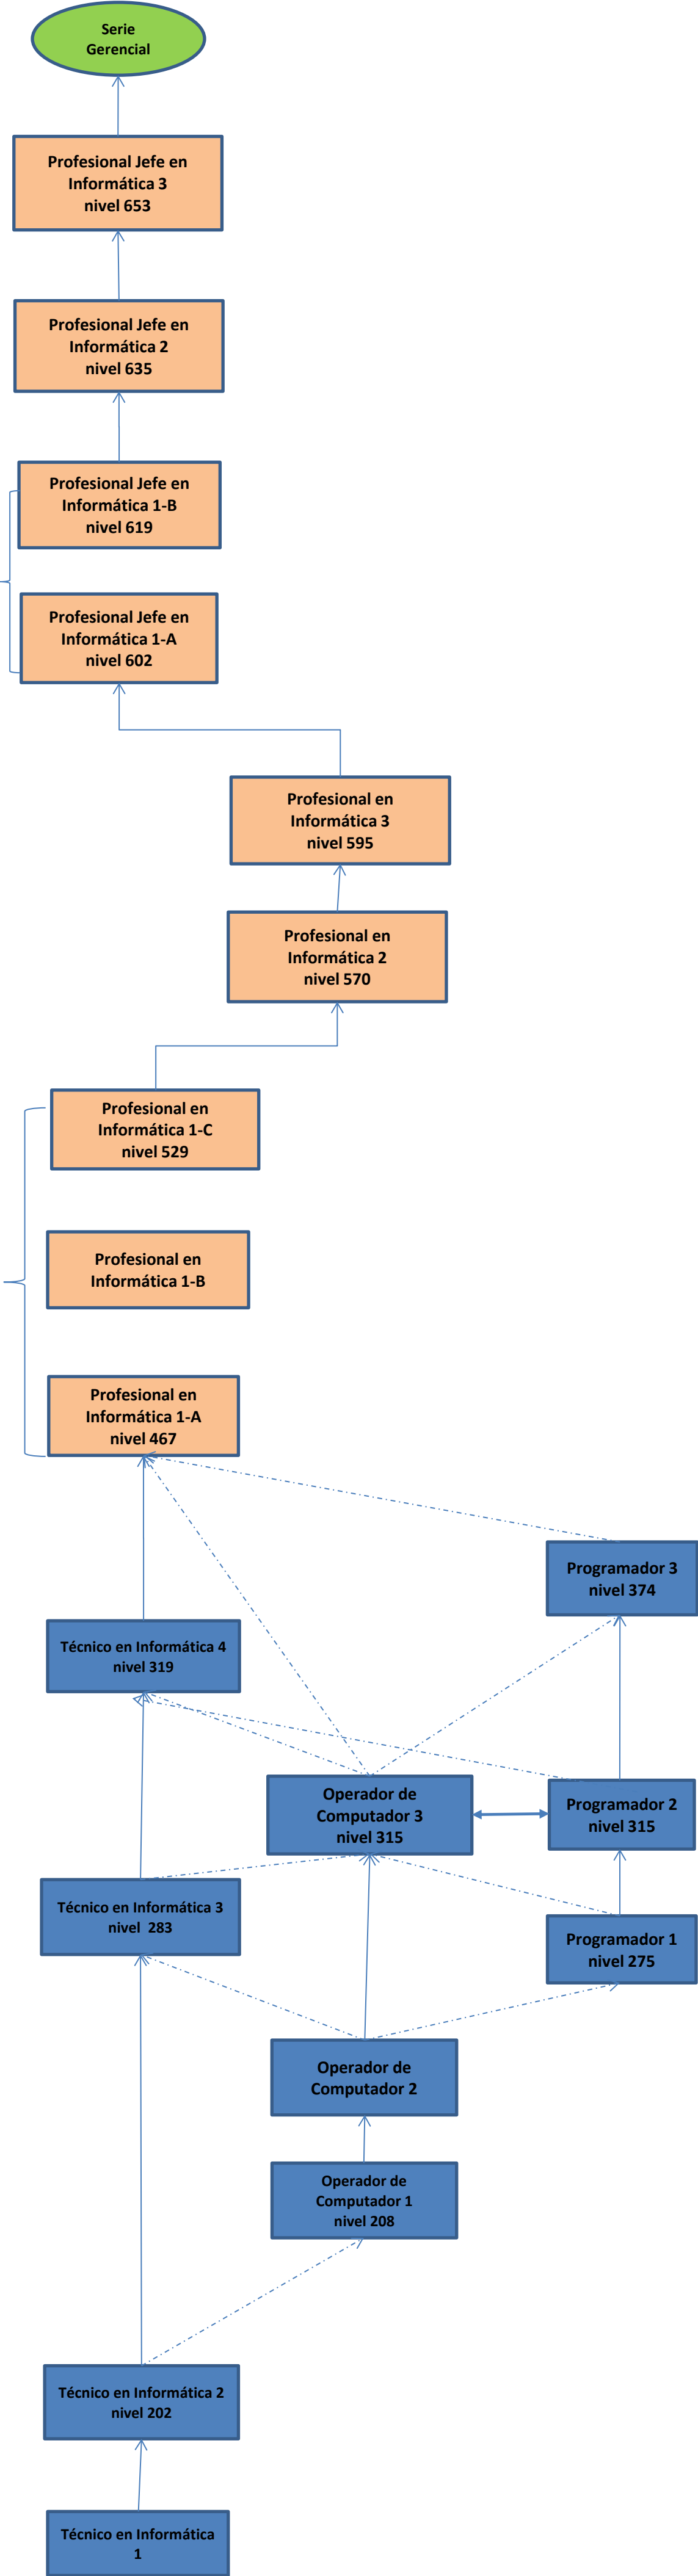 Serie
Gerencial
Profesional Jefe en
Informática 3
nivel 653
Profesional Jefe en
Informática 2
nivel 635
Profesional Jefe en
Informática 1-B
nivel 619
Profesional Jefe en
Informática 1-A
nivel 602
Profesional en
Informática 3
nivel 595
Profesional en
Informática 2
nivel 570
Profesional en
Informática 1-C
nivel 529
Profesional en
Informática 1-B
Profesional en
Informática 1-A
nivel 467
Programador 3
nivel 374
Técnico en Informática 4
nivel 319
Operador de
Computador 3
nivel 315
Programador 2
nivel 315
Técnico en Informática 3
nivel 283
Programador 1
nivel 275
Operador de
Computador 2
Operador de
Computador 1
nivel 208
Técnico en Informática 2
nivel 202
Técnico en Informática
1